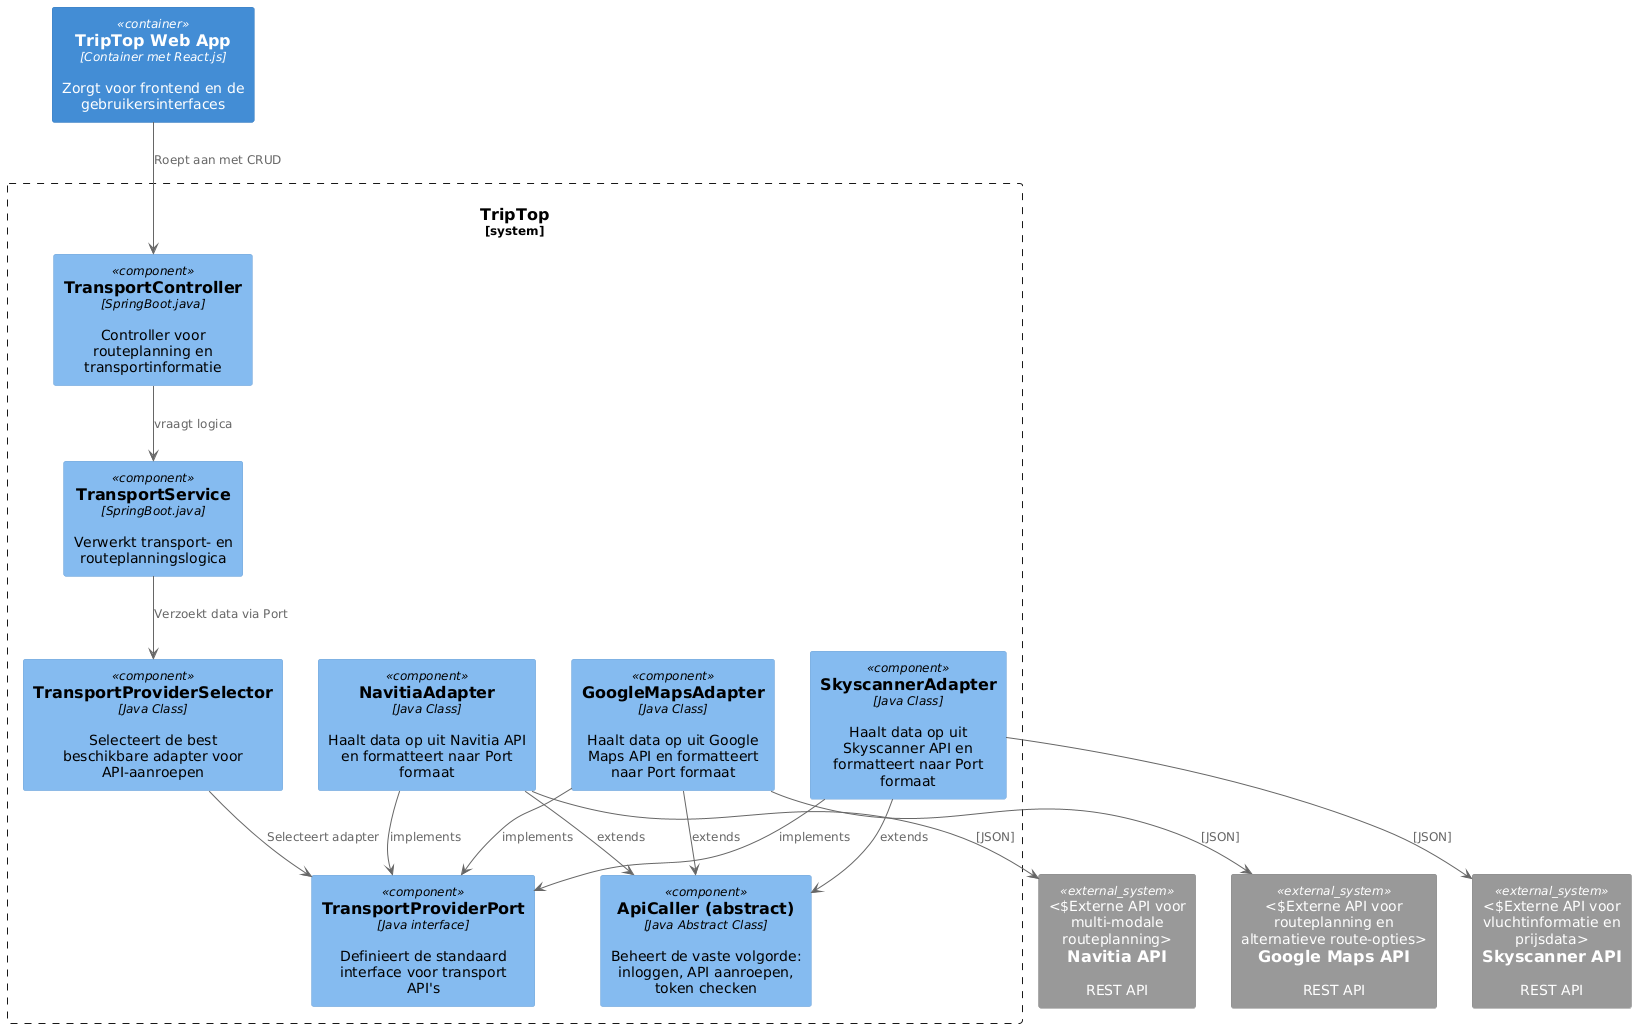 «container»
TripTop Web App
[Container met React.js]
Zorgt voor frontend en de
gebruikersinterfaces
Roept aan met CRUD
TripTop
[system]
«component»
TransportController
[SpringBoot.java]
Controller voor
routeplanning en
transportinformatie
vraagt logica
«component»
TransportService
[SpringBoot.java]
Verwerkt transport- en
routeplanningslogica
Verzoekt data via Port
«component»
TransportProviderSelector
[Java Class]
Selecteert de best
beschikbare adapter voor
API-aanroepen
«component»
NavitiaAdapter
[Java Class]
Haalt data op uit Navitia API
en formatteert naar Port
formaat
«component»
GoogleMapsAdapter
[Java Class]
Haalt data op uit Google
Maps API en formatteert
naar Port formaat
«component»
SkyscannerAdapter
[Java Class]
Haalt data op uit
Skyscanner API en
formatteert naar Port
formaat
Selecteert adapter
implements
implements
extends
extends
implements
extends
[JSON]
[JSON]
[JSON]
«component»
TransportProviderPort
[Java interface]
Definieert de standaard
interface voor transport
API's
«component»
ApiCaller (abstract)
[Java Abstract Class]
Beheert de vaste volgorde:
inloggen, API aanroepen,
token checken
«external_system»
<$Externe API voor
multi-modale
routeplanning>
Navitia API
REST API
«external_system»
<$Externe API voor
routeplanning en
alternatieve route-opties>
Google Maps API
REST API
«external_system»
<$Externe API voor
vluchtinformatie en
prijsdata>
Skyscanner API
REST API